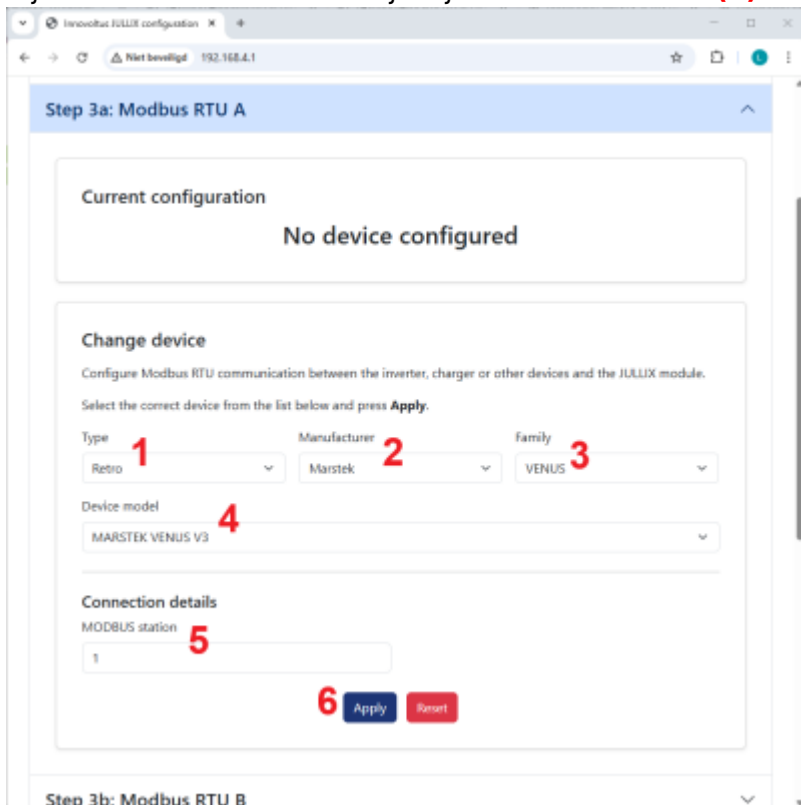 Innovoltus JULLIX configuration
Niet beveiligd 192.168.4.1
Step 3a: Modbus RTU A
Current configuration
No device configured
Change device
Configure Modbus RTU communication between the inverter, charger or other devices and the JULLIX module.
Select the correct device from the list below and press Apply.
Type 1 Manufacturer 2 Family 3
Retro Marstek VENUS
Device model 4
MARSTEK VENUS V3
Connection details
MODBUS station 5
1
6 Apply Reset
Step 3b: Modbus RTU B